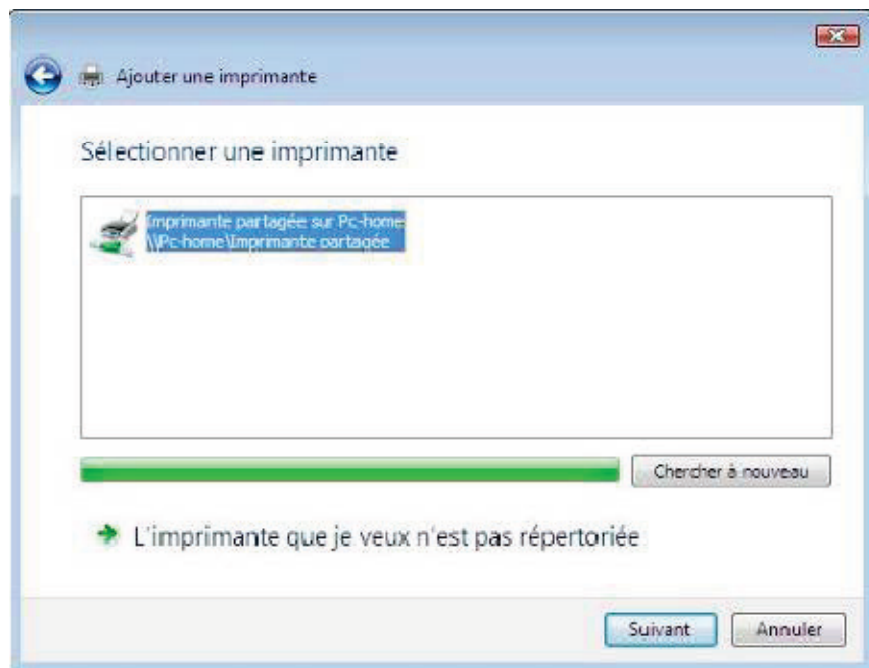 Ajouter une imprimante
Sélectionner une imprimante
Imprimante partagée sur Pc-home
\\Pc-home\Imprimante partagée
Chercher à nouveau
L'imprimante que je veux n'est pas répertoriée
Suivant
Annuler